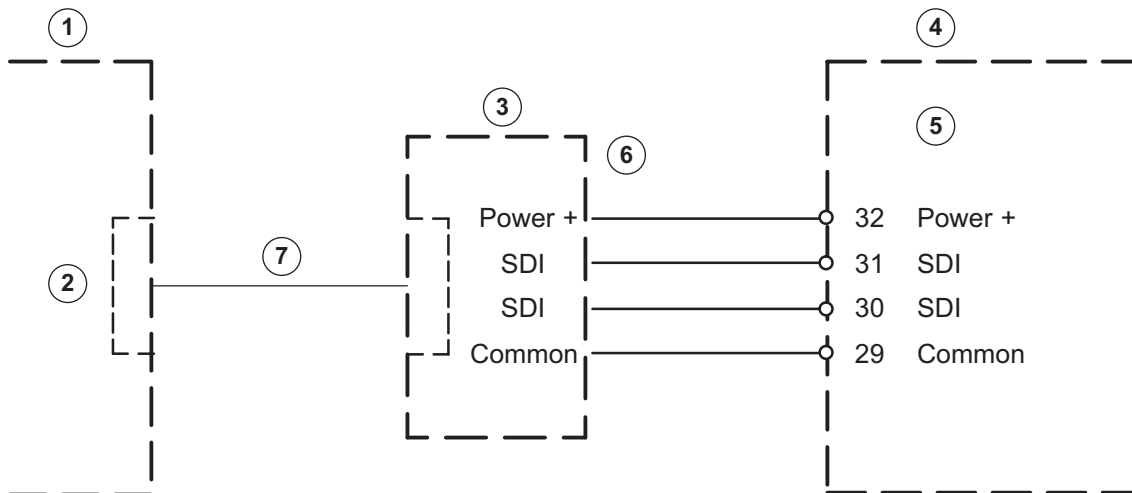 1
4
3
5
6
Power + 32 Power +
SDI 31 SDI
2 7
SDI 30 SDI
Common 29 Common